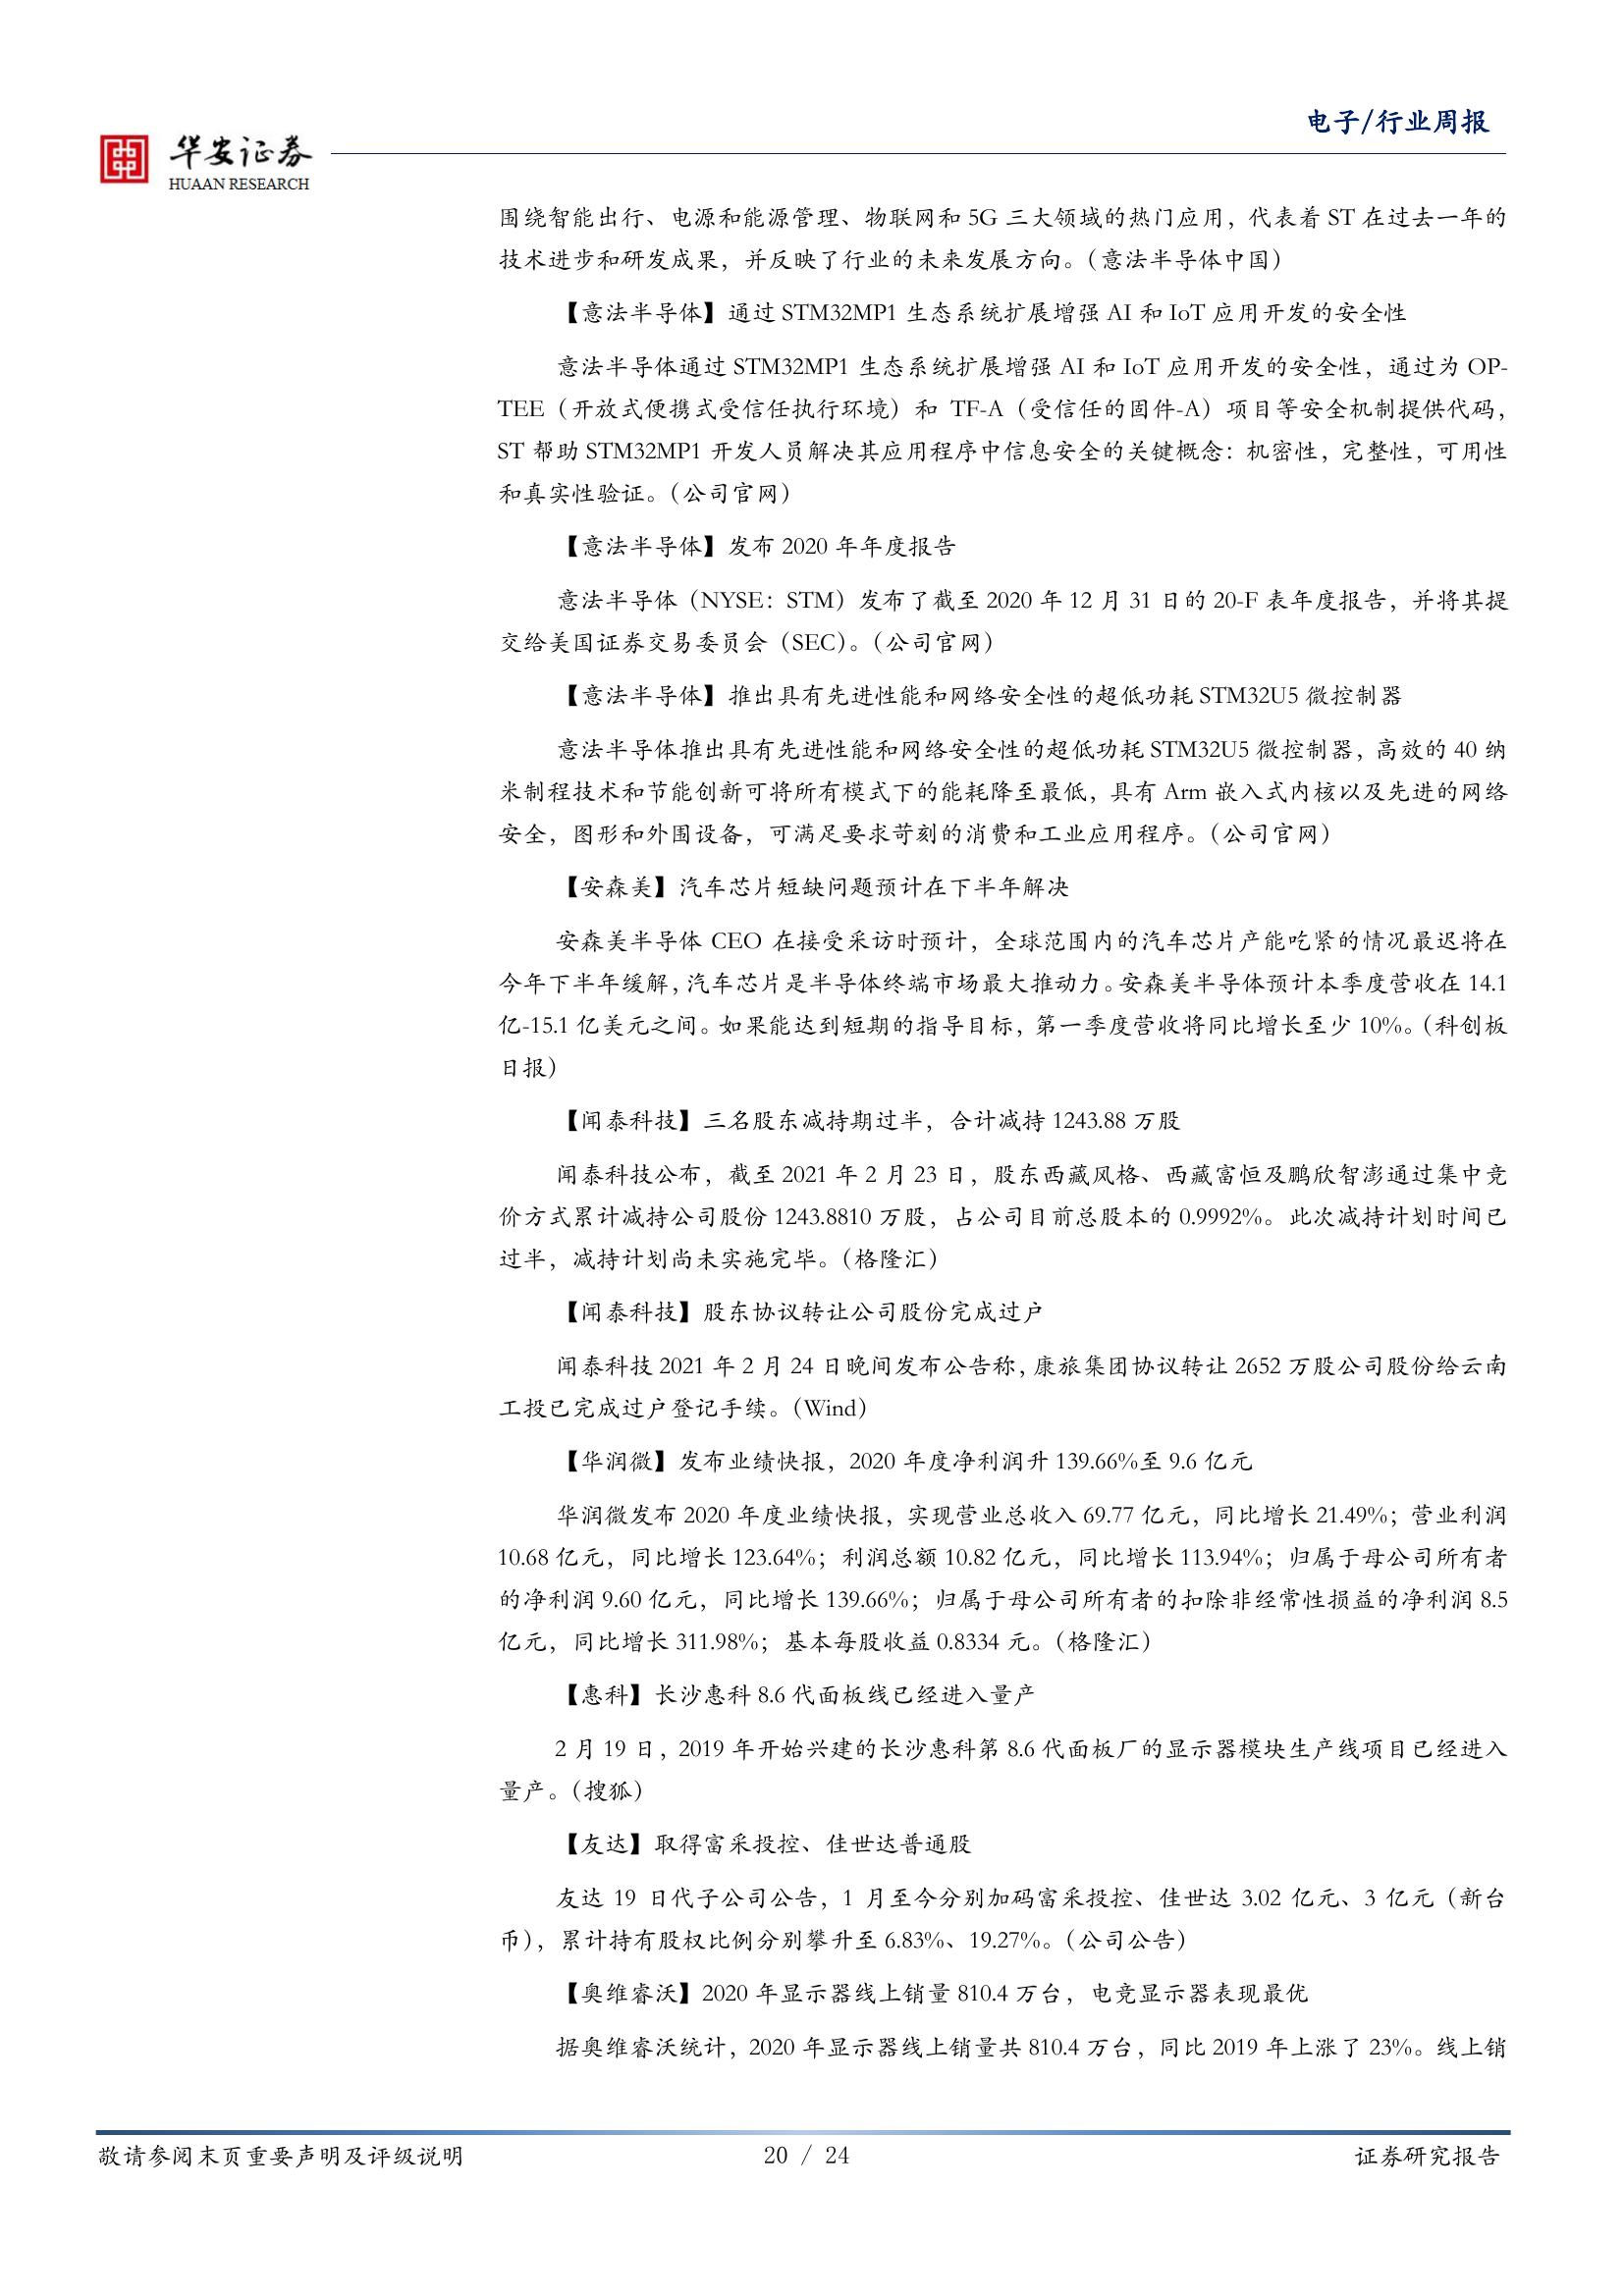 电子/行业周报
华安证券
HUAAN RESEARCH
围绕智能出行、电源和能源管理、物联网和 5G 三大领域的热门应用，代表着 ST 在过去一年的
技术进步和研发成果，并反映了行业的未来发展方向。（意法半导体中国）
【意法半导体】通过 STM32MP1 生态系统扩展增强 AI 和 IoT 应用开发的安全性
意法半导体通过 STM32MP1 生态系统扩展增强 AI 和 IoT 应用开发的安全性，通过为 OP-
TEE（开放式便携式受信任执行环境）和 TF-A（受信任的固件-A）项目等安全机制提供代码，
ST 帮助 STM32MP1 开发人员解决其应用程序中信息安全的关键概念：机密性，完整性，可用性
和真实性验证。（公司官网）
【意法半导体】发布 2020 年年度报告
意法半导体（NYSE：STM）发布了截至 2020 年 12 月 31 日的 20-F 表年度报告，并将其提
交给美国证券交易委员会（SEC）。（公司官网）
【意法半导体】推出具有先进性能和网络安全性的超低功耗 STM32U5 微控制器
意法半导体推出具有先进性能和网络安全性的超低功耗 STM32U5 微控制器，高效的 40 纳
米制程技术和节能创新可将所有模式下的能耗降至最低，具有 Arm 嵌入式内核以及先进的网络
安全，图形和外围设备，可满足要求苛刻的消费和工业应用程序。（公司官网）
【安森美】汽车芯片短缺问题预计在下半年解决
安森美半导体 CEO 在接受采访时预计，全球范围内的汽车芯片产能吃紧的情况最迟将在
今年下半年缓解，汽车芯片是半导体终端市场最大推动力。安森美半导体预计本季度营收在 14.1
亿-15.1 亿美元之间。如果能达到短期的指导目标，第一季度营收将同比增长至少 10%。（科创板
日报）
【闻泰科技】三名股东减持期过半，合计减持 1243.88 万股
闻泰科技公布，截至 2021 年 2 月 23 日，股东西藏风格、西藏富恒及鹏欣智澎通过集中竞
价方式累计减持公司股份 1243.8810 万股，占公司目前总股本的 0.9992%。此次减持计划时间已
过半，减持计划尚未实施完毕。（格隆汇）
【闻泰科技】股东协议转让公司股份完成过户
闻泰科技 2021 年 2 月 24 日晚间发布公告称，康旅集团协议转让 2652 万股公司股份给云南
工投已完成过户登记手续。（Wind）
【华润微】发布业绩快报，2020 年度净利润升 139.66%至 9.6 亿元
华润微发布 2020 年度业绩快报，实现营业总收入 69.77 亿元，同比增长 21.49%；营业利润
10.68 亿元，同比增长 123.64%；利润总额 10.82 亿元，同比增长 113.94%；归属于母公司所有者
的净利润 9.60 亿元，同比增长 139.66%；归属于母公司所有者的扣除非经常性损益的净利润 8.5
亿元，同比增长 311.98%；基本每股收益 0.8334 元。（格隆汇）
【惠科】长沙惠科 8.6 代面板线已经进入量产
2 月 19 日，2019 年开始兴建的长沙惠科第 8.6 代面板厂的显示器模块生产线项目已经进入
量产。（搜狐）
【友达】取得富采投控、佳世达普通股
友达 19 日代子公司公告，1 月至今分别加码富采投控、佳世达 3.02 亿元、3 亿元（新台
币），累计持有股权比例分别攀升至 6.83%、19.27%。（公司公告）
【奥维睿沃】2020 年显示器线上销量 810.4 万台，电竞显示器表现最优
据奥维睿沃统计，2020 年显示器线上销量共 810.4 万台，同比 2019 年上涨了 23%。线上销
敬请参阅末页重要声明及评级说明
20 / 24
证券研究报告